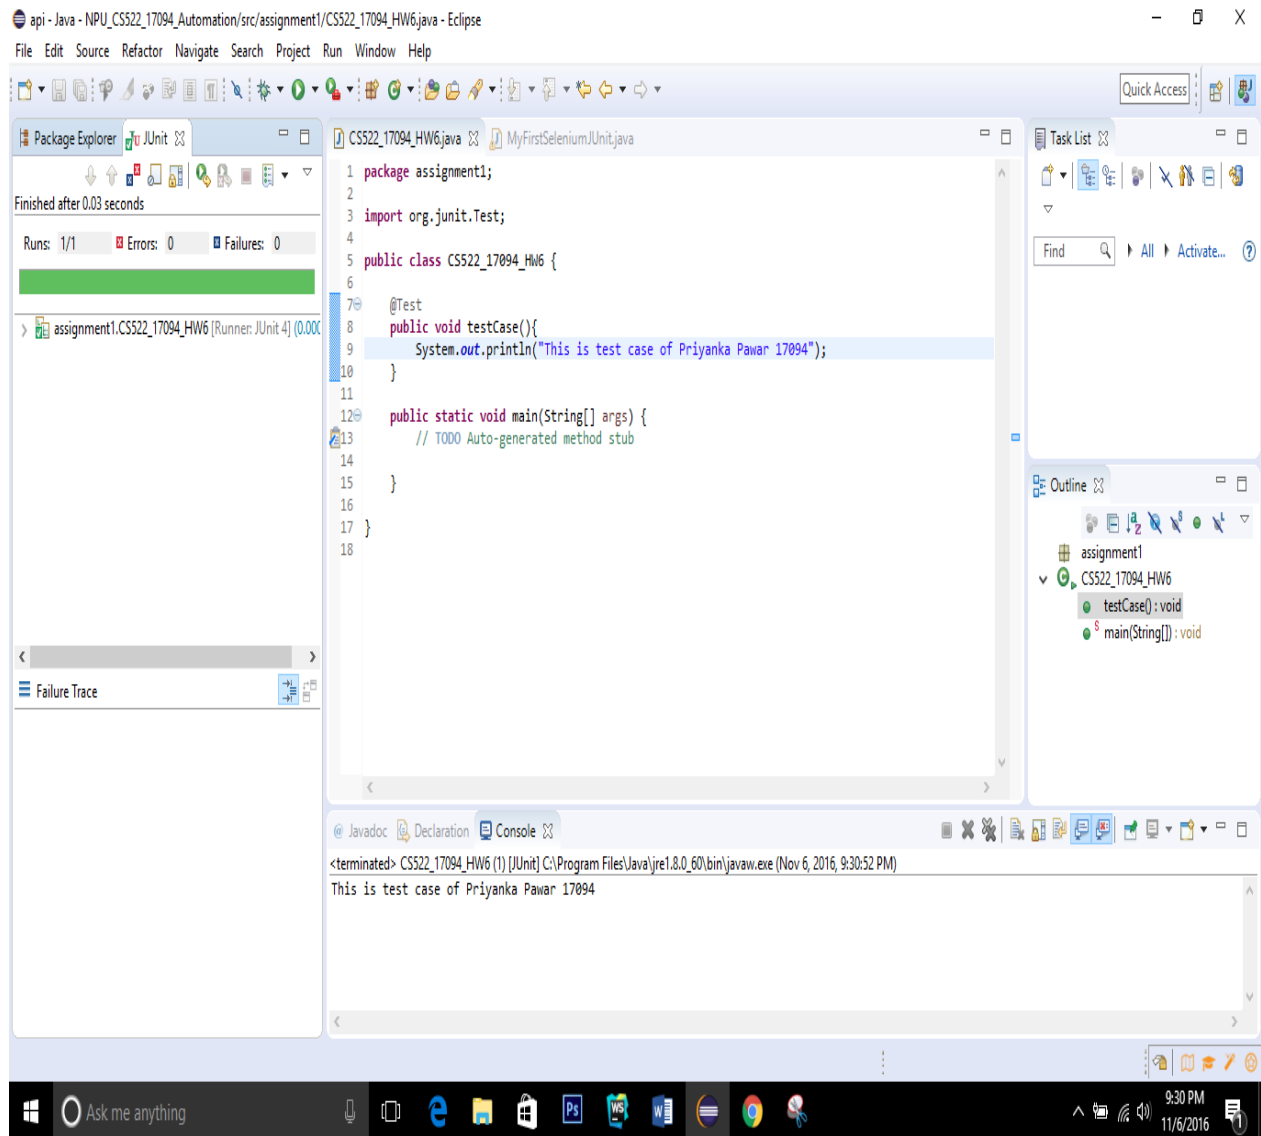 api - Java - NPU_CS522_17094_Automation/src/assignment1/CS522_17094_HW6.java - Eclipse
File Edit Source Refactor Navigate Search Project Run Window Help
Quick Access
Package Explorer JUnit
Finished after 0.03 seconds
Runs: 1/1 Errors: 0 Failures: 0
assignment1.CS522_17094_HW6 [Runner: JUnit 4] (0.000
Failure Trace
CS522_17094_HW6.java MyFirstSeleniumJUnit.java
1 package assignment1;
2
3 import org.junit.Test;
4
5 public class CS522_17094_HW6 {
6
7 @Test
8 public void testCase(){
9 System.out.println("This is test case of Priyanka Pawar 17094");
10 }
11
12 public static void main(String[] args) {
13 // TODO Auto-generated method stub
14
15 }
16
17 }
18
Task List
Find All Activate...
Outline
assignment1
CS522_17094_HW6
testCase() : void
main(String[]) : void
Javadoc Declaration Console
<terminated> CS522_17094_HW6 (1) [JUnit] C:\Program Files\Java\jre1.8.0_60\bin\javaw.exe (Nov 6, 2016, 9:30:52 PM)
This is test case of Priyanka Pawar 17094
Ask me anything
Ps
WS
9:30 PM
11/6/2016
1